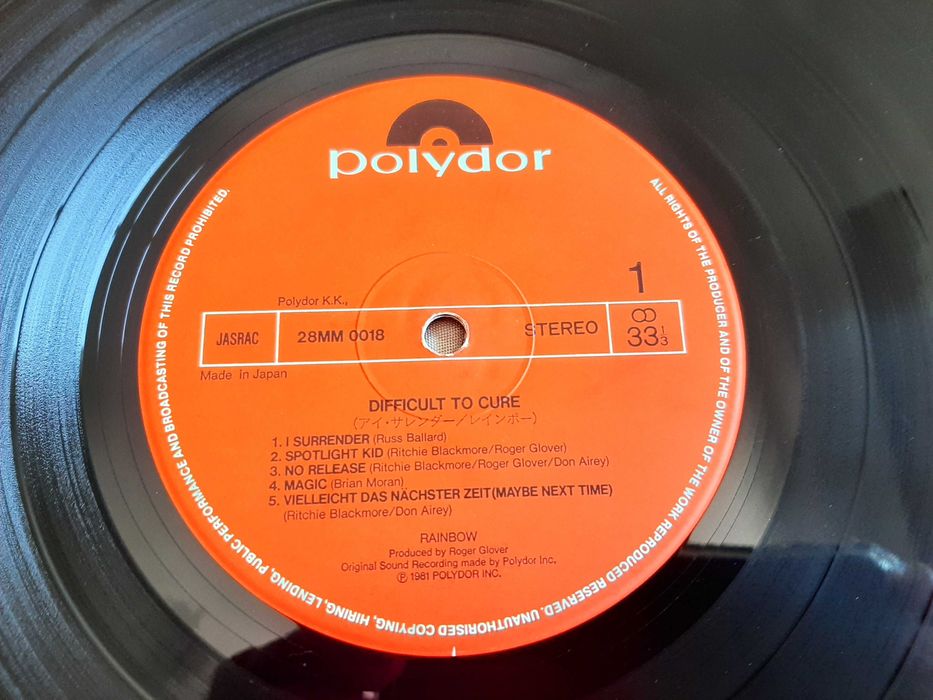 polydor
1
Polydor K.K.,
JASRAC
28MM 0018
STEREO
33 1/3
Made in Japan
DIFFICULT TO CURE
(アイ・サレンダー/レインボー)
1. I SURRENDER (Russ Ballard)
2. SPOTLIGHT KID (Ritchie Blackmore/Roger Glover)
3. NO RELEASE (Ritchie Blackmore/Roger Glover/Don Airey)
4. MAGIC (Brian Moran)
5. VIELLEICHT DAS NÄCHSTER ZEIT(MAYBE NEXT TIME)
(Ritchie Blackmore/Don Airey)
RAINBOW
Produced by Roger Glover
Original Sound Recording made by Polydor Inc,
Ⓟ 1981 POLYDOR INC.
ALL RIGHTS OF THE PRODUCER AND OF THE OWNER OF THE WORK REPRODUCED RESERVED. UNAUTHORISED COPYING, HIRING, LENDING, PUBLIC PERFORMANCE AND BROADCASTING OF THIS RECORD PROHIBITED.